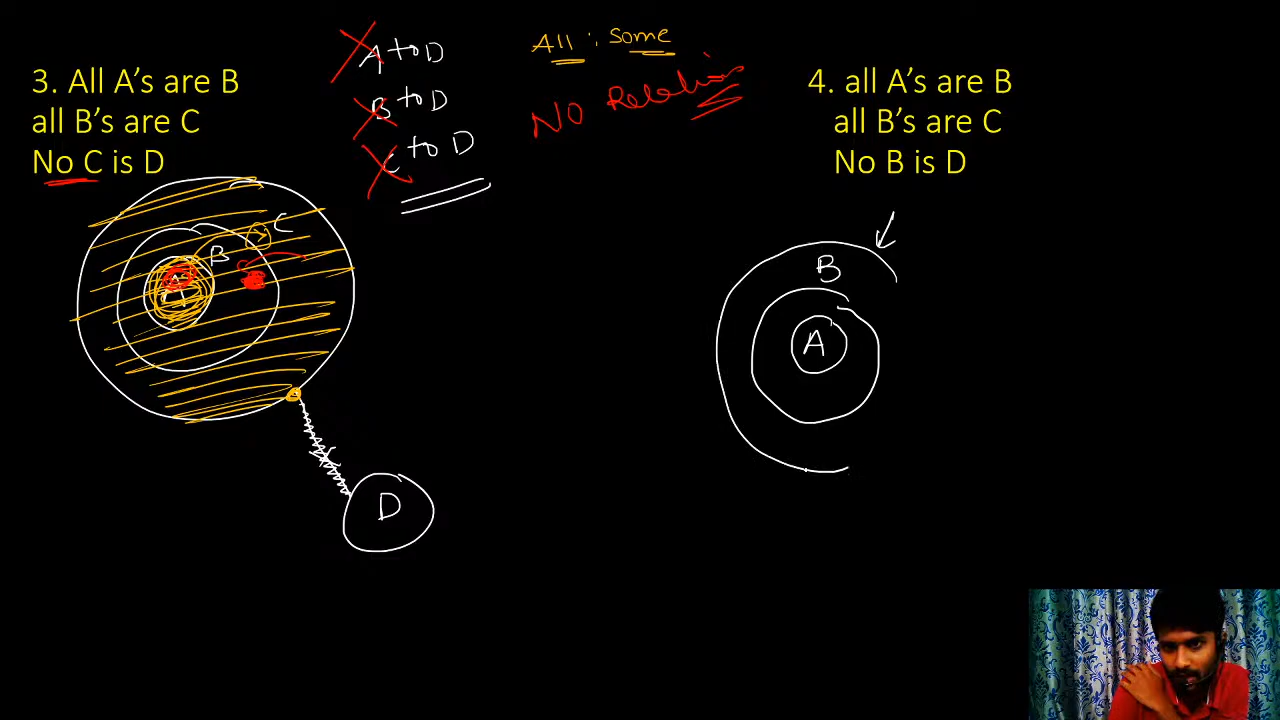 3. All A's are B
all B's are C
No C is D
A to D
B to D
C to D
All : Some
NO Relation
4. all A's are B
all B's are C
No B is D
C
B
A
D
B
A